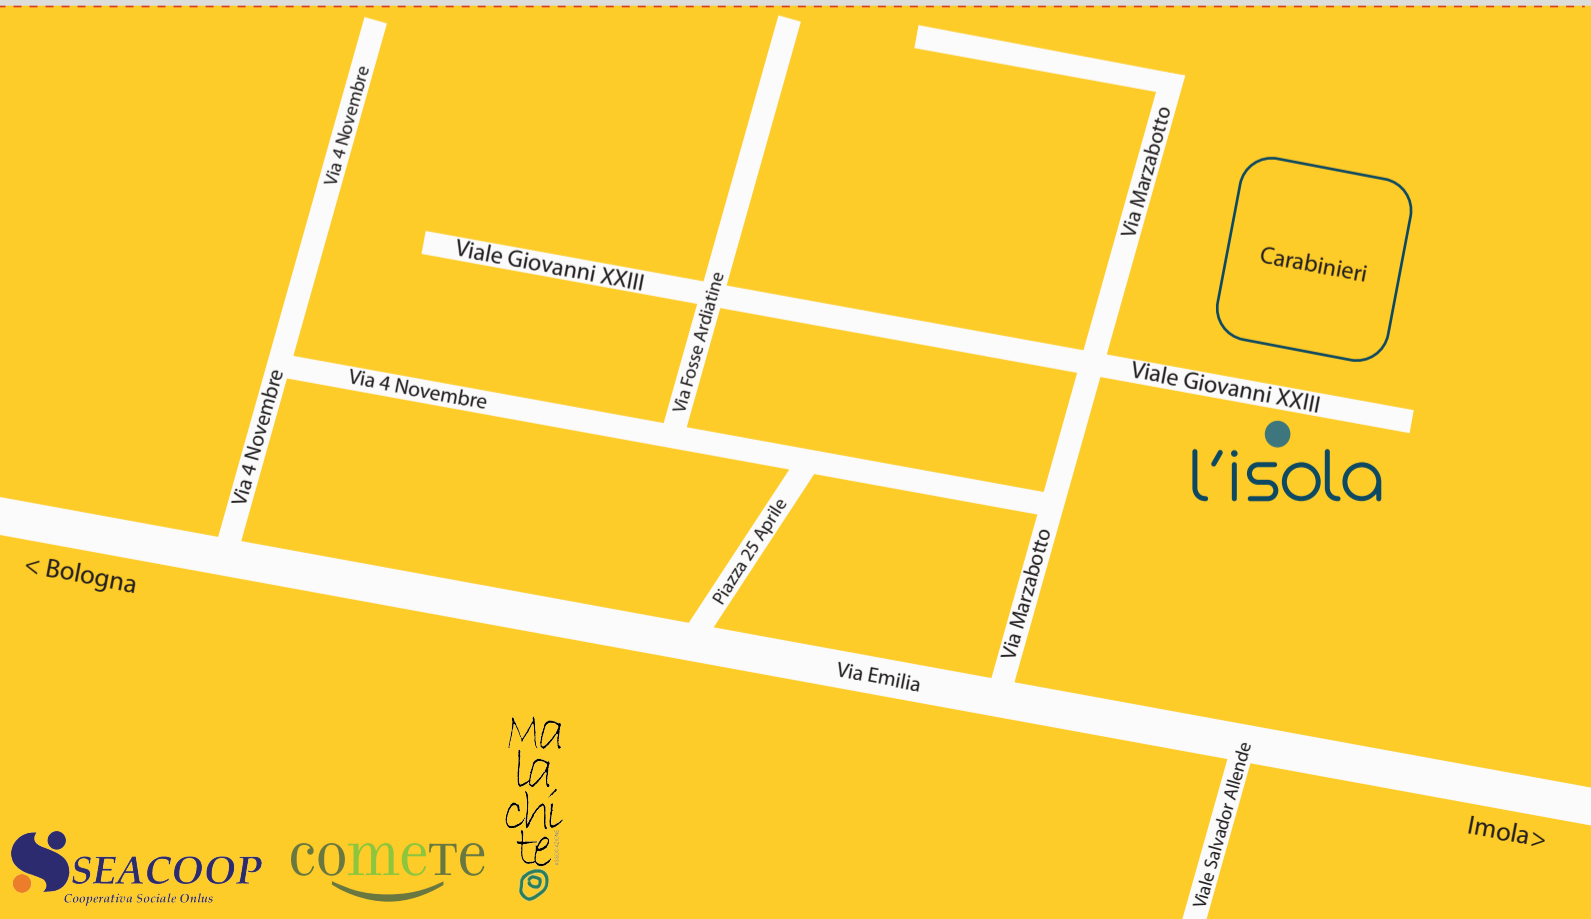 Via 4 Novembre
Via Marzabotto
Viale Giovanni XXIII
Carabinieri
Via Fosse Ardiatine
Viale Giovanni XXIII
Via 4 Novembre
Via 4 Novembre
l'isola
Piazza 25 Aprile
Via Marzabotto
< Bologna
Via Emilia
Viale Salvador Allende
Imola>
Ma
la
chi
te
SEACOOP
Cooperativa Sociale Onlus
comete